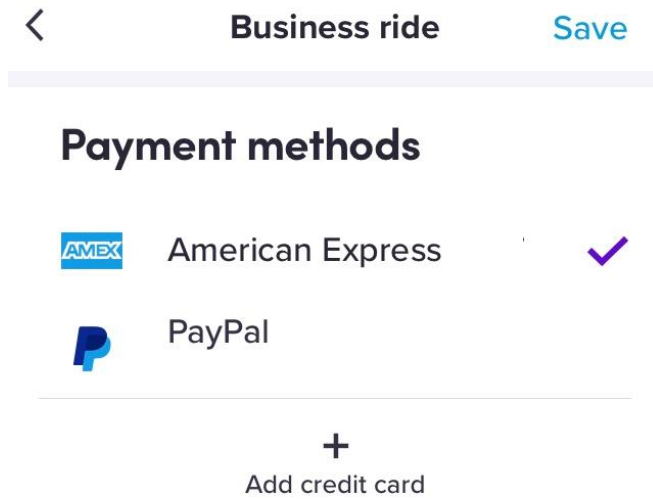 Business ride Save
Payment methods
AMEX American Express
PayPal
+
Add credit card